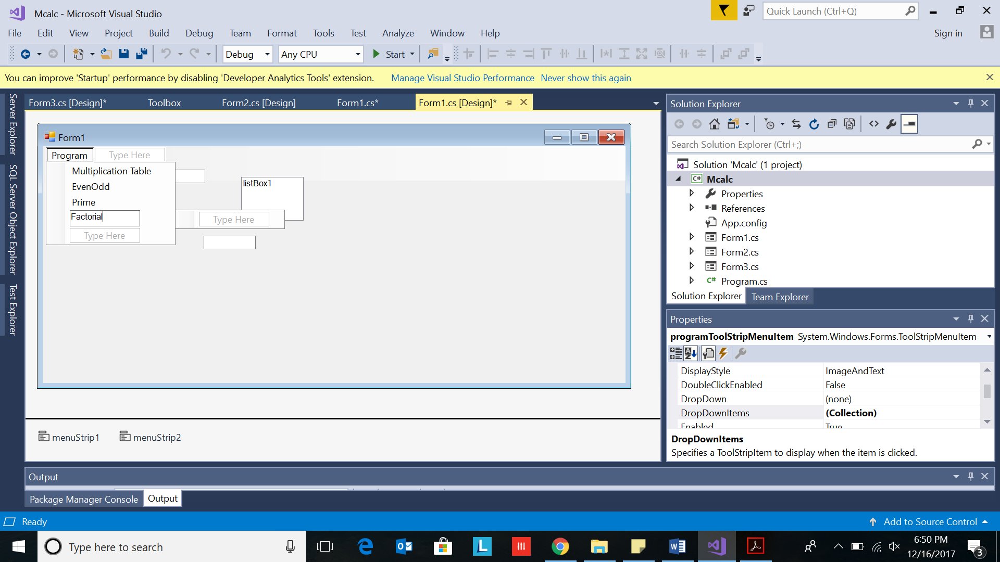 Mcalc - Microsoft Visual Studio
Quick Launch (Ctrl+Q)
File Edit View Project Build Debug Team Format Tools Test Analyze Window Help
Sign in
Debug Any CPU Start
You can improve 'Startup' performance by disabling 'Developer Analytics Tools' extension. Manage Visual Studio Performance Never show this again
Server Explorer
SQL Server Object Explorer
Test Explorer
Form3.cs [Design]* Toolbox Form2.cs [Design] Form1.cs* Form1.cs [Design]*
Form1
Program Type Here
Multiplication Table
EvenOdd
Prime
Factorial
Type Here
listBox1
Type Here
menuStrip1 menuStrip2
Solution Explorer
Search Solution Explorer (Ctrl+;)
Solution 'Mcalc' (1 project)
C# Mcalc
Properties
References
App.config
Form1.cs
Form2.cs
Form3.cs
C# Program.cs
Solution Explorer Team Explorer
Properties
programToolStripMenuItem System.Windows.Forms.ToolStripMenuItem
DisplayStyle ImageAndText
DoubleClickEnabled False
DropDown (none)
DropDownItems (Collection)
Enabled True
DropDownItems
Specifies a ToolStripItem to display when the item is clicked.
Output
Package Manager Console Output
Ready
Add to Source Control
Type here to search
6:50 PM
12/16/2017
3